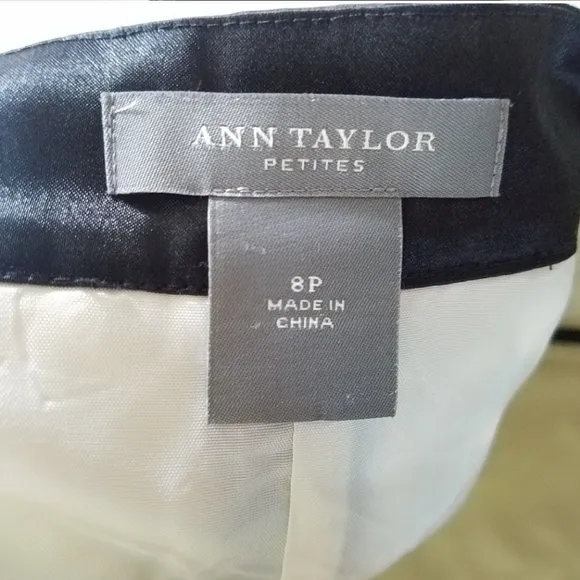 ANN TAYLOR
PETITES
8P
MADE IN
CHINA